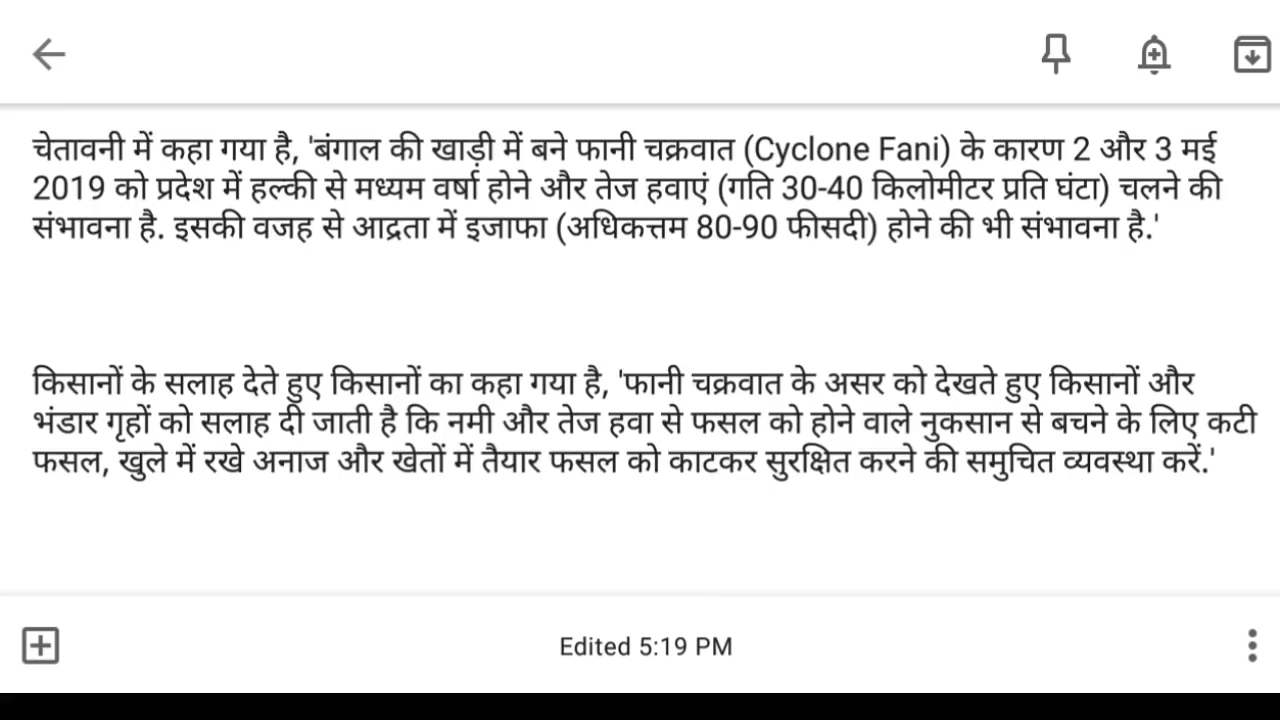 चेतावनी में कहा गया है, 'बंगाल की खाड़ी में बने फानी चक्रवात (Cyclone Fani) के कारण 2 और 3 मई
2019 को प्रदेश में हल्की से मध्यम वर्षा होने और तेज हवाएं (गति 30-40 किलोमीटर प्रति घंटा) चलने की
संभावना है. इसकी वजह से आद्रता में इजाफा (अधिकत्तम 80-90 फीसदी) होने की भी संभावना है.'
किसानों के सलाह देते हुए किसानों का कहा गया है, 'फानी चक्रवात के असर को देखते हुए किसानों और
भंडार गृहों को सलाह दी जाती है कि नमी और तेज हवा से फसल को होने वाले नुकसान से बचने के लिए कटी
फसल, खुले में रखे अनाज और खेतों में तैयार फसल को काटकर सुरक्षित करने की समुचित व्यवस्था करें.'
Edited 5:19 PM